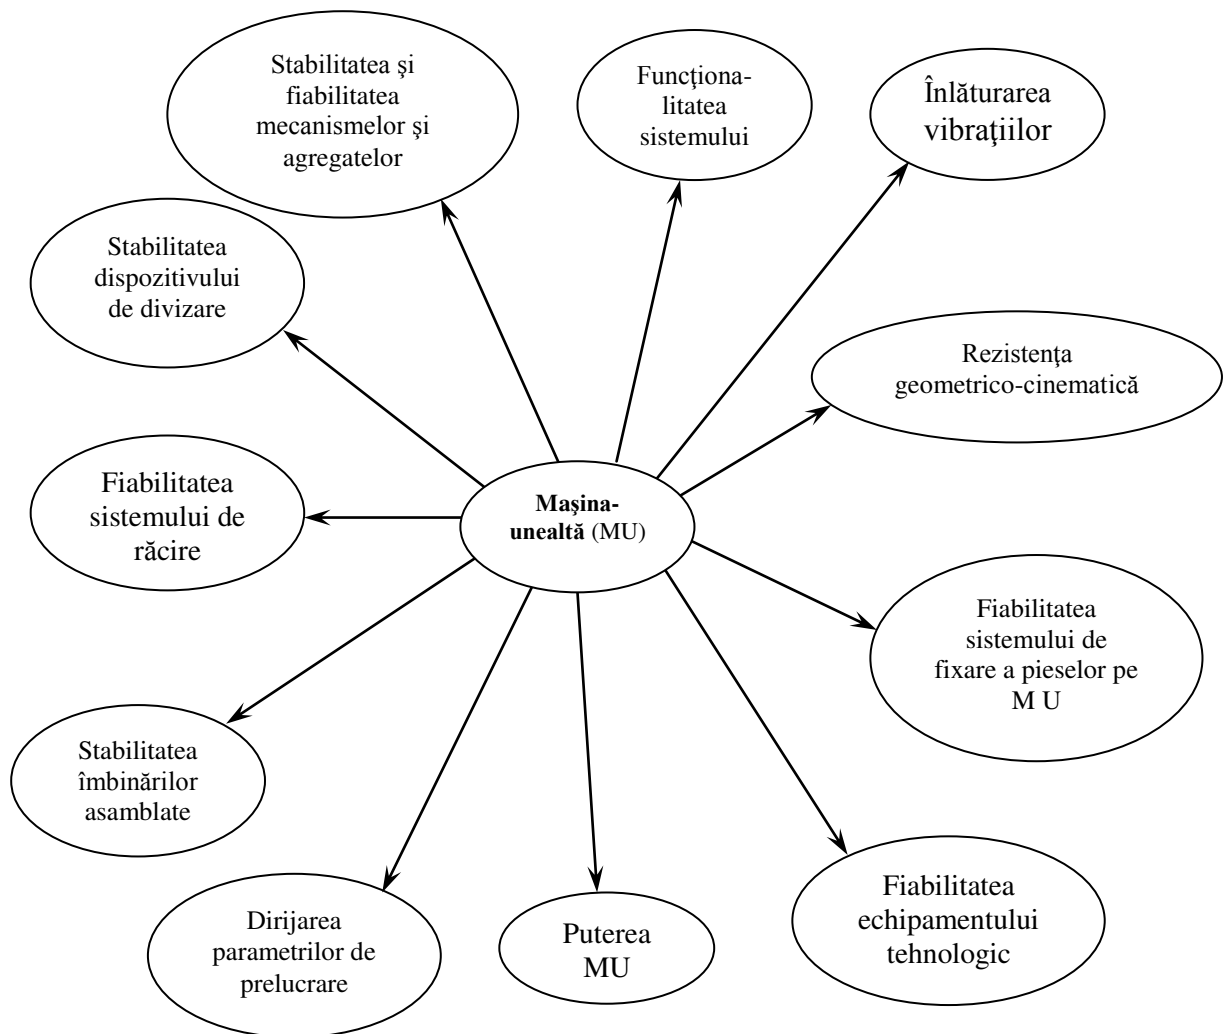 Stabilitatea şi
fiabilitatea
mecanismelor şi
agregatelor
Funcţiona-
litatea
sistemului
Înlăturarea
vibraţiilor
Stabilitatea
dispozitivului
de divizare
Rezistenţa
geometrico-cinematică
Fiabilitatea
sistemului de
răcire
Maşina-
unealtă (MU)
Fiabilitatea
sistemului de
fixare a pieselor pe
M U
Stabilitatea
îmbinărilor
asamblate
Dirijarea
parametrilor de
prelucrare
Puterea
MU
Fiabilitatea
echipamentului
tehnologic